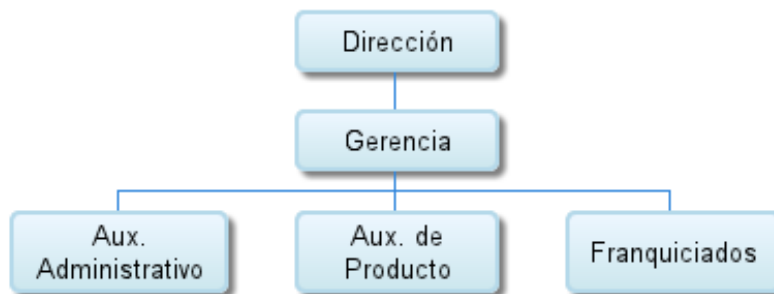 Dirección
Gerencia
Aux.
Administrativo
Aux. de
Producto
Franquiciados